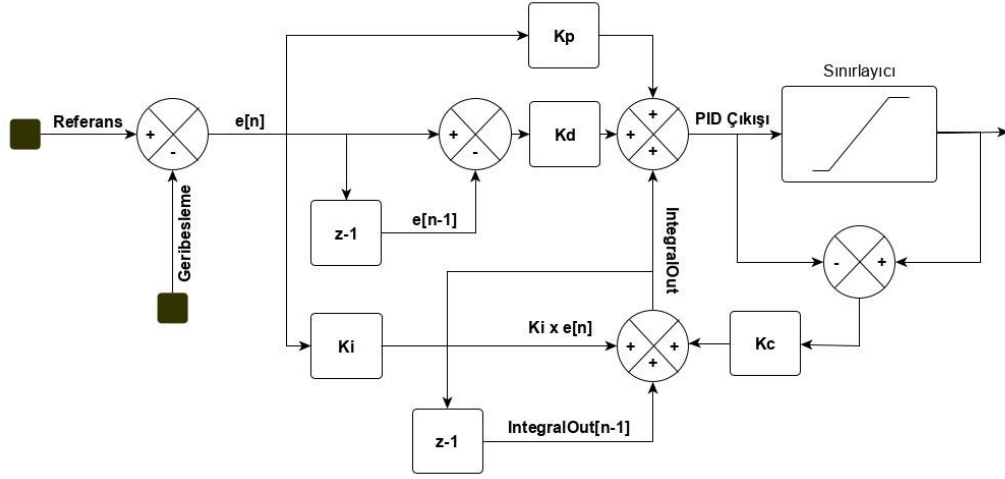 Kp
Sınırlayıcı
Referans
+
-
e[n]
+
-
Kd
+
+
+
PID Çıkışı
Geribesleme
z-1
e[n-1]
IntegralOut
-
+
Ki
Ki x e[n]
+
+
+
Kc
z-1
IntegralOut[n-1]